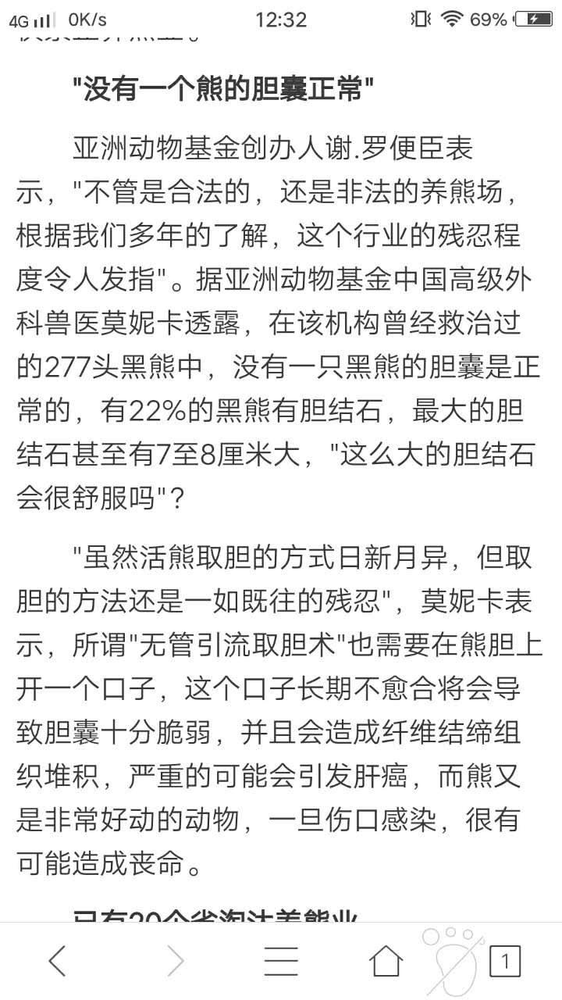 4G 0K/s 12:32 69%
"没有一个熊的胆囊正常"
亚洲动物基金创办人谢.罗便臣表
示，"不管是合法的，还是非法的养熊场，
根据我们多年的了解，这个行业的残忍程
度令人发指"。据亚洲动物基金中国高级外
科兽医莫妮卡透露，在该机构曾经救治过
的277头黑熊中，没有一只黑熊的胆囊是正
常的，有22%的黑熊有胆结石，最大的胆
结石甚至有7至8厘米大，"这么大的胆结石
会很舒服吗"？
"虽然活熊取胆的方式日新月异，但取
胆的方法还是一如既往的残忍"，莫妮卡表
示，所谓"无管引流取胆术"也需要在熊胆上
开一个口子，这个口子长期不愈合将会导
致胆囊十分脆弱，并且会造成纤维结缔组
织堆积，严重的可能会引发肝癌，而熊又
是非常好动的动物，一旦伤口感染，很有
可能造成丧命。
已有20个省淘汰养熊业
1